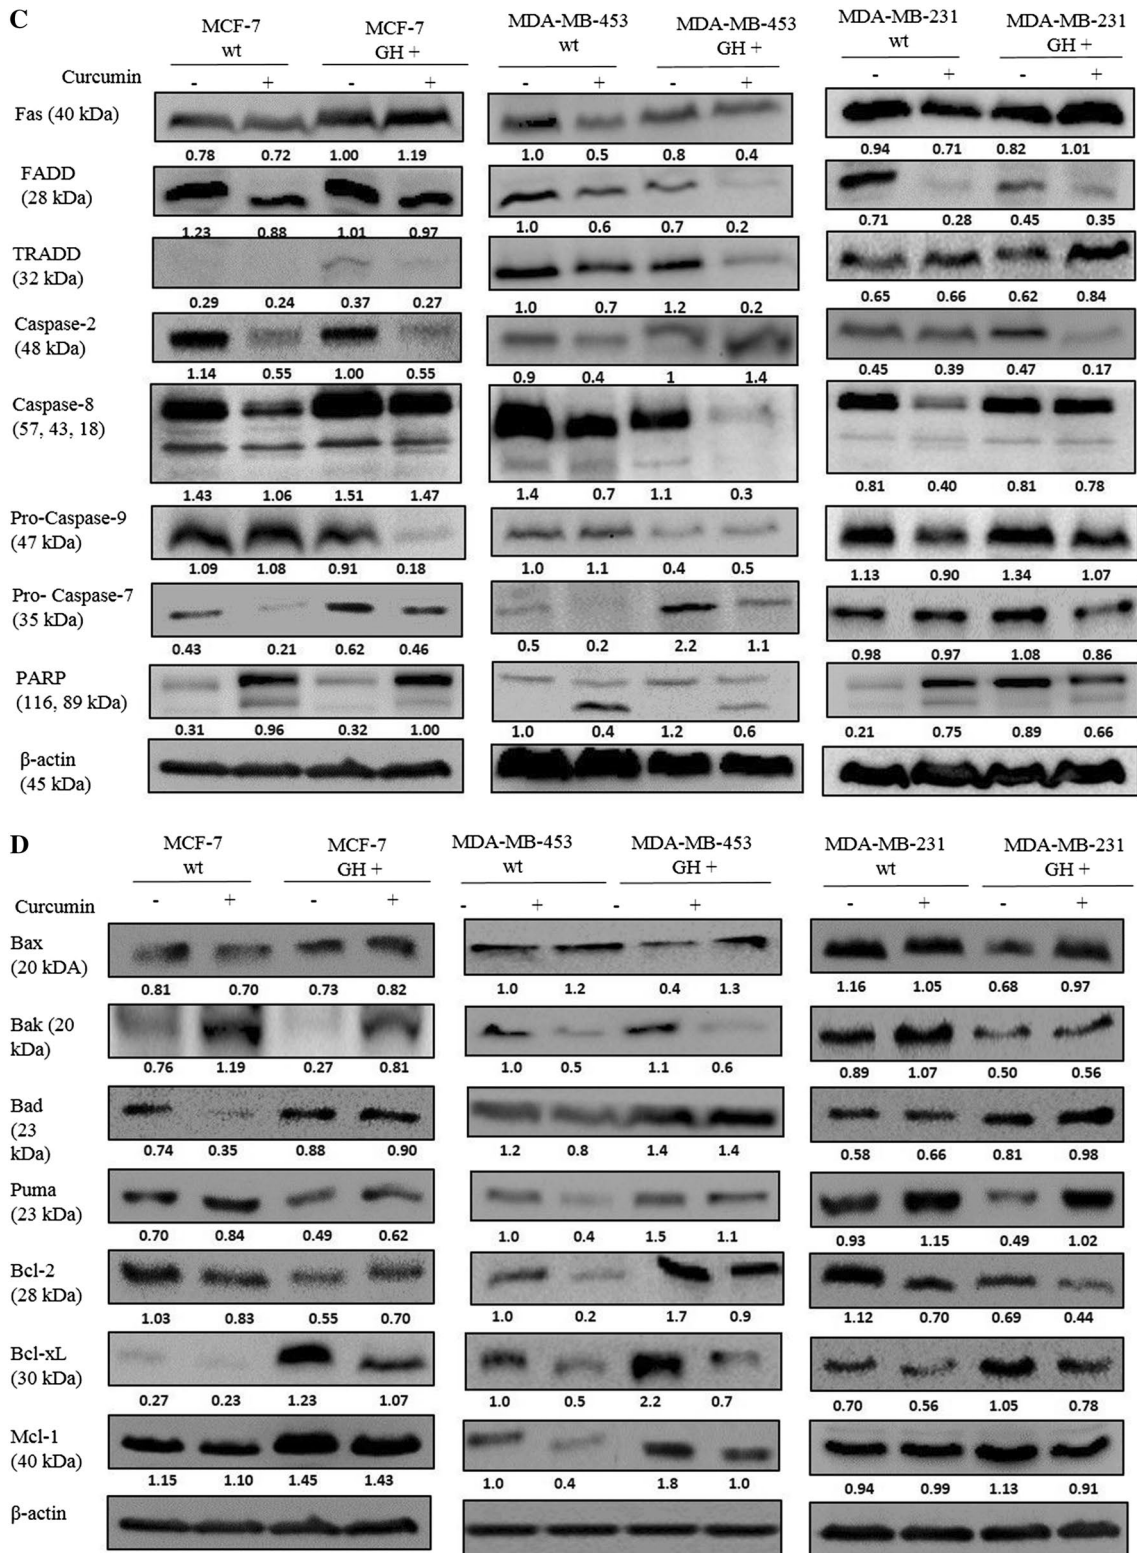 C
MCF-7 wt MCF-7 GH + MDA-MB-453 wt MDA-MB-453 GH + MDA-MB-231 wt MDA-MB-231 GH +
Curcumin - + - + - + - + - + - +
Fas (40 kDa)
0.78 0.72 1.00 1.19 1.0 0.5 0.8 0.4 0.94 0.71 0.82 1.01
FADD
(28 kDa)
1.23 0.88 1.01 0.97 1.0 0.6 0.7 0.2 0.71 0.28 0.45 0.35
TRADD
(32 kDa)
0.29 0.24 0.37 0.27 1.0 0.7 1.2 0.2 0.65 0.66 0.62 0.84
Caspase-2
(48 kDa)
1.14 0.55 1.00 0.55 0.9 0.4 1 1.4 0.45 0.39 0.47 0.17
Caspase-8
(57, 43, 18)
1.43 1.06 1.51 1.47 1.4 0.7 1.1 0.3 0.81 0.40 0.81 0.78
Pro-Caspase-9
(47 kDa)
1.09 1.08 0.91 0.18 1.0 1.1 0.4 0.5 1.13 0.90 1.34 1.07
Pro- Caspase-7
(35 kDa)
0.43 0.21 0.62 0.46 0.5 0.2 2.2 1.1 0.98 0.97 1.08 0.86
PARP
(116, 89 kDa)
0.31 0.96 0.32 1.00 1.0 0.4 1.2 0.6 0.21 0.75 0.89 0.66
β-actin
(45 kDa)
D
MCF-7 wt MCF-7 GH + MDA-MB-453 wt MDA-MB-453 GH + MDA-MB-231 wt MDA-MB-231 GH +
Curcumin - + - + - + - + - + - +
Bax
(20 kDA)
0.81 0.70 0.73 0.82 1.0 1.2 0.4 1.3 1.16 1.05 0.68 0.97
Bak (20
kDa)
0.76 1.19 0.27 0.81 1.0 0.5 1.1 0.6 0.89 1.07 0.50 0.56
Bad
(23
kDa)
0.74 0.35 0.88 0.90 1.2 0.8 1.4 1.4 0.58 0.66 0.81 0.98
Puma
(23 kDa)
0.70 0.84 0.49 0.62 1.0 0.4 1.5 1.1 0.93 1.15 0.49 1.02
Bcl-2
(28 kDa)
1.03 0.83 0.55 0.70 1.0 0.2 1.7 0.9 1.12 0.70 0.69 0.44
Bcl-xL
(30 kDa)
0.27 0.23 1.23 1.07 1.0 0.5 2.2 0.7 0.70 0.56 1.05 0.78
Mcl-1
(40 kDa)
1.15 1.10 1.45 1.43 1.0 0.4 1.8 1.0 0.94 0.99 1.13 0.91
β-actin